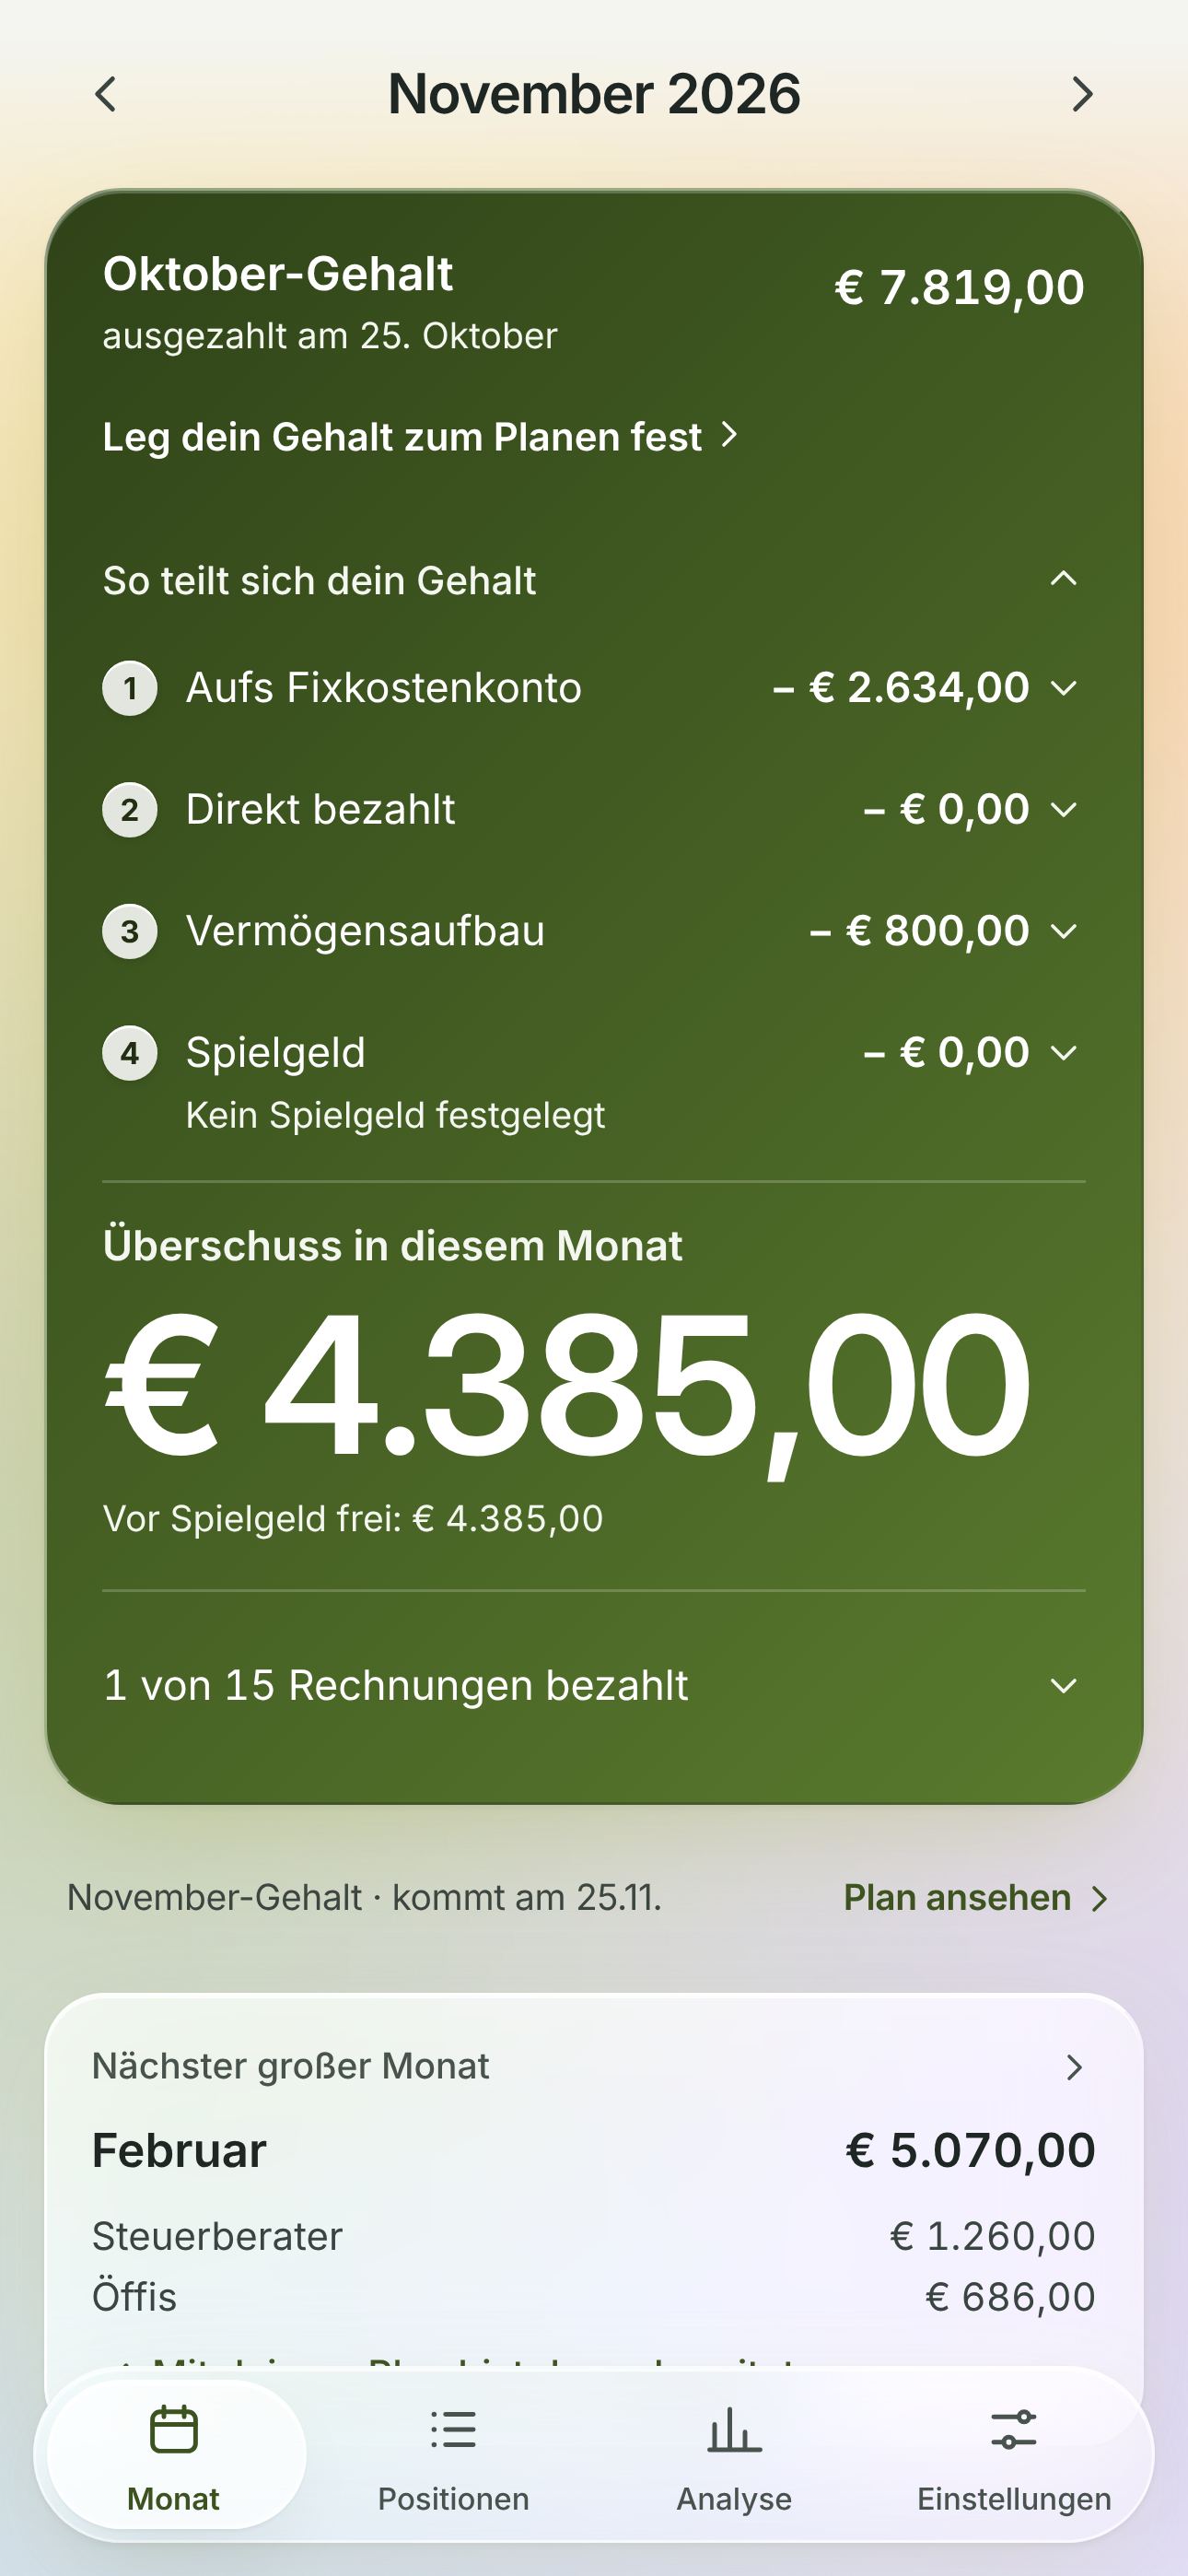 November 2026
Oktober-Gehalt
€ 7.819,00
ausgezahlt am 25. Oktober
Leg dein Gehalt zum Planen fest
So teilt sich dein Gehalt
1 Aufs Fixkostenkonto – € 2.634,00
2 Direkt bezahlt – € 0,00
3 Vermögensaufbau – € 800,00
4 Spielgeld – € 0,00
Kein Spielgeld festgelegt
Überschuss in diesem Monat
€ 4.385,00
Vor Spielgeld frei: € 4.385,00
1 von 15 Rechnungen bezahlt
November-Gehalt · kommt am 25.11. Plan ansehen
Nächster großer Monat
Februar € 5.070,00
Steuerberater € 1.260,00
Öffis € 686,00
Monat Positionen Analyse Einstellungen